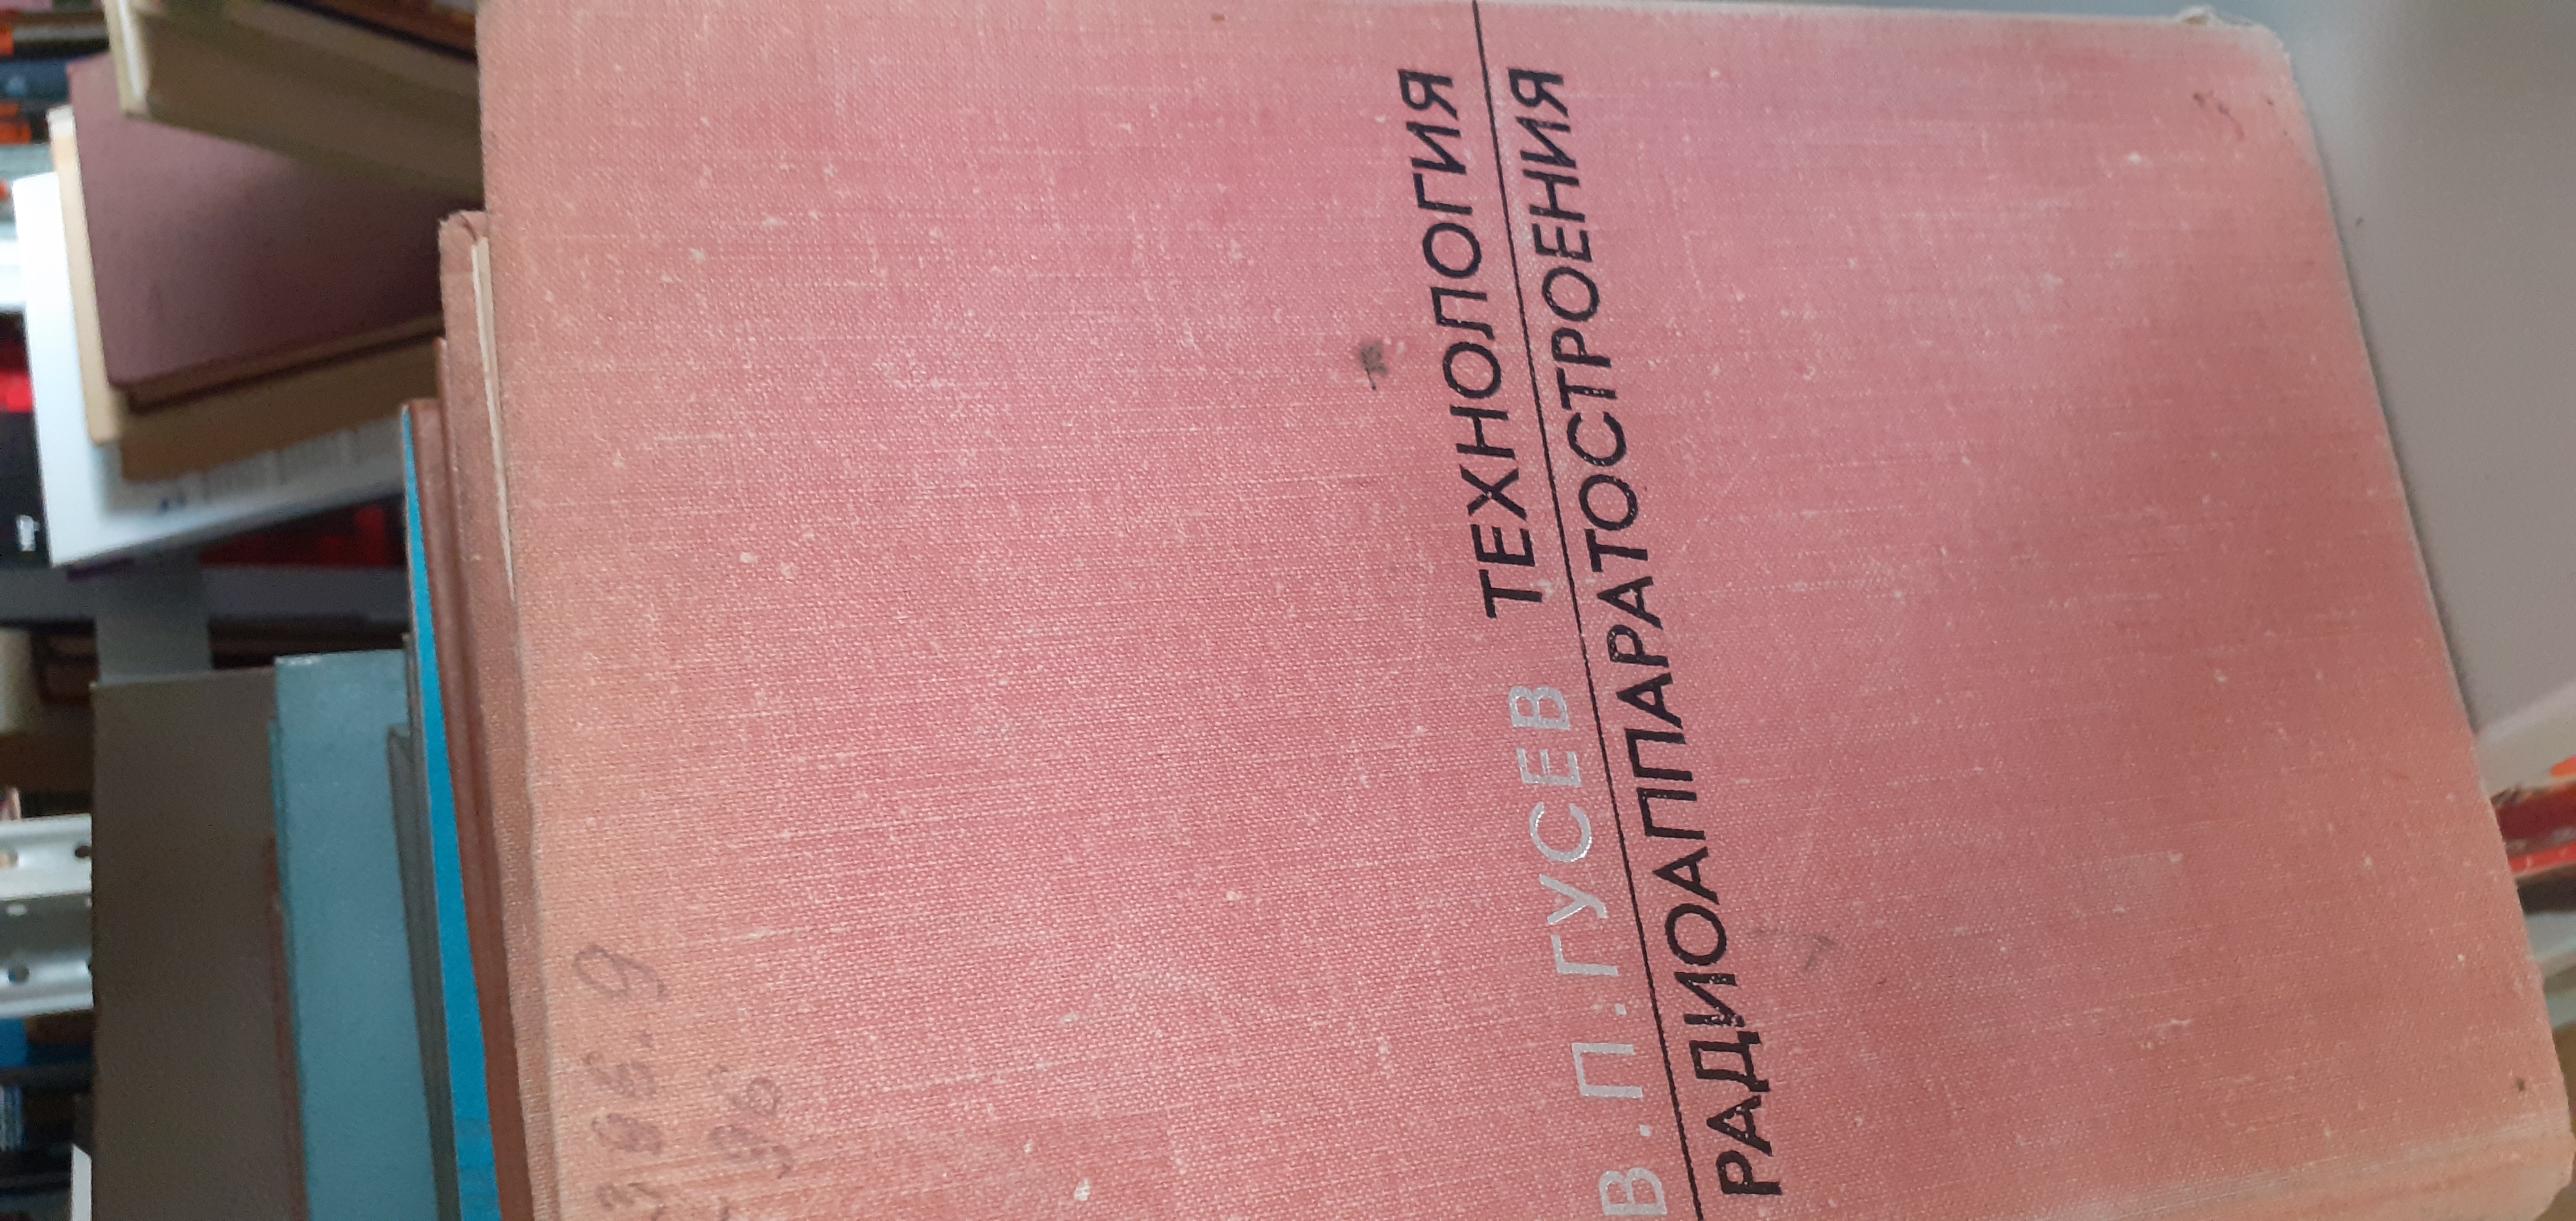 В. П. ГУСЕВ ТЕХНОЛОГИЯ
РАДИОАППАРАТОСТРОЕНИЯ